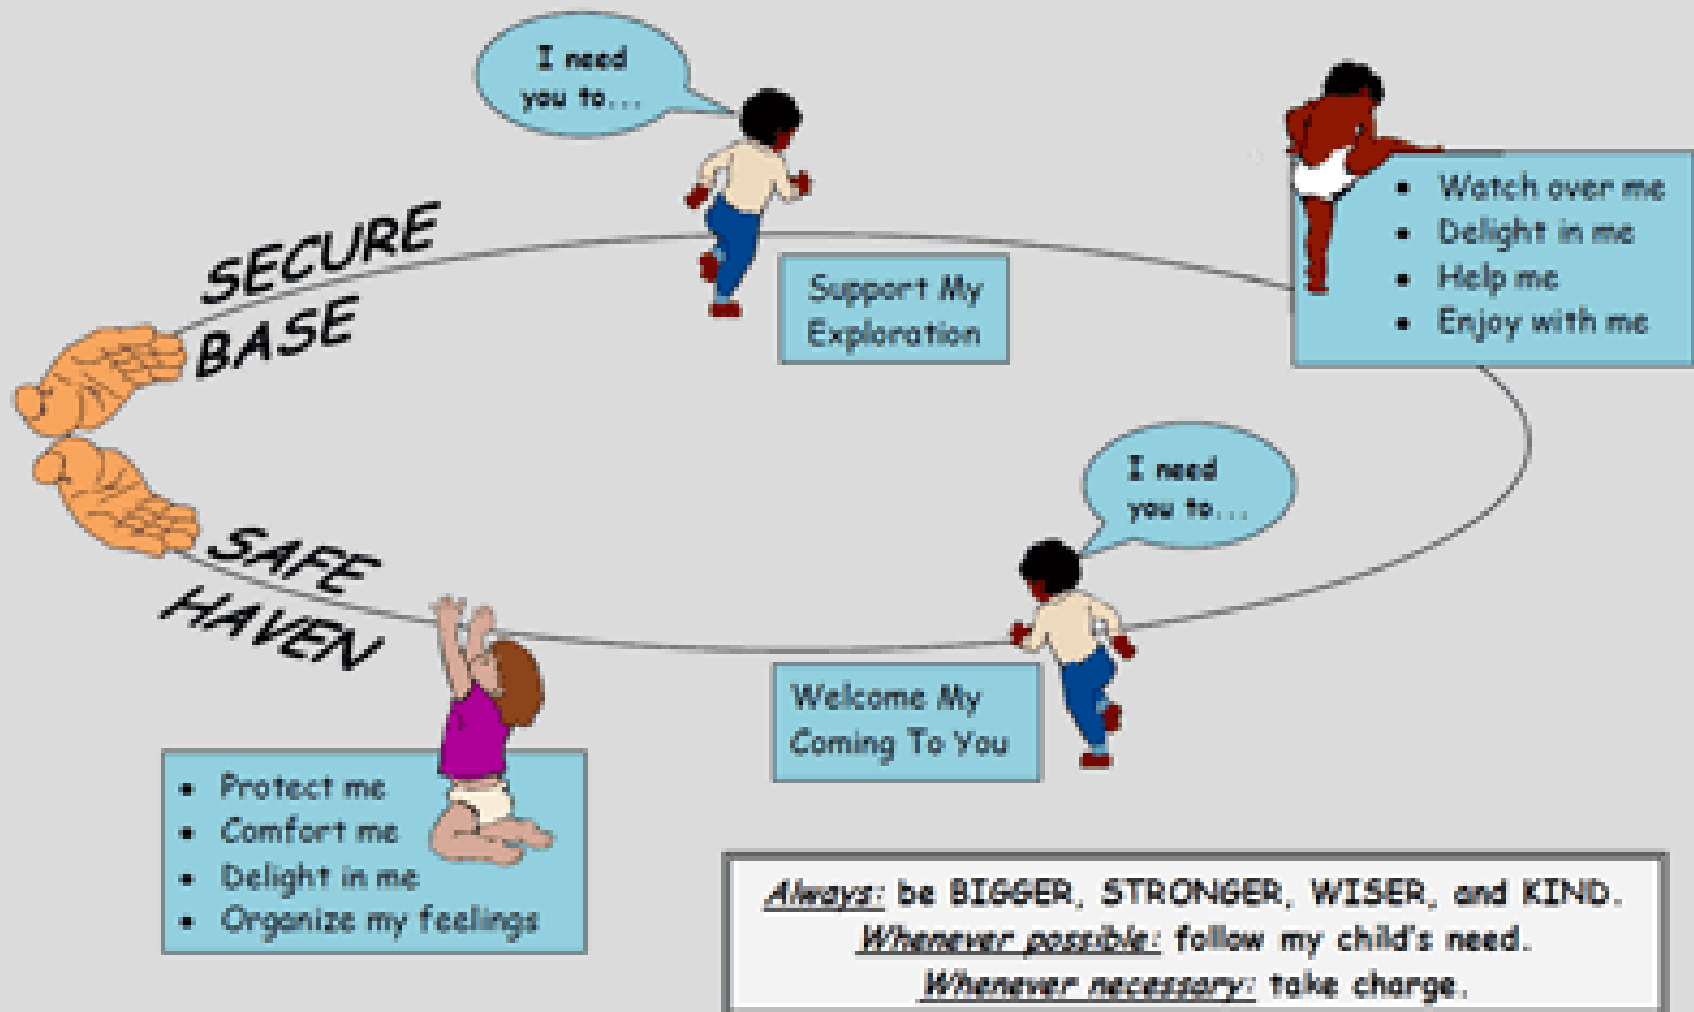 I need
you to...
SECURE
BASE
Support My
Exploration
• Watch over me
• Delight in me
• Help me
• Enjoy with me
I need
you to...
SAFE
HAVEN
Welcome My
Coming To You
• Protect me
• Comfort me
• Delight in me
• Organize my feelings
Always: be BIGGER, STRONGER, WISER, and KIND.
Whenever possible: follow my child's need.
Whenever necessary: take charge.